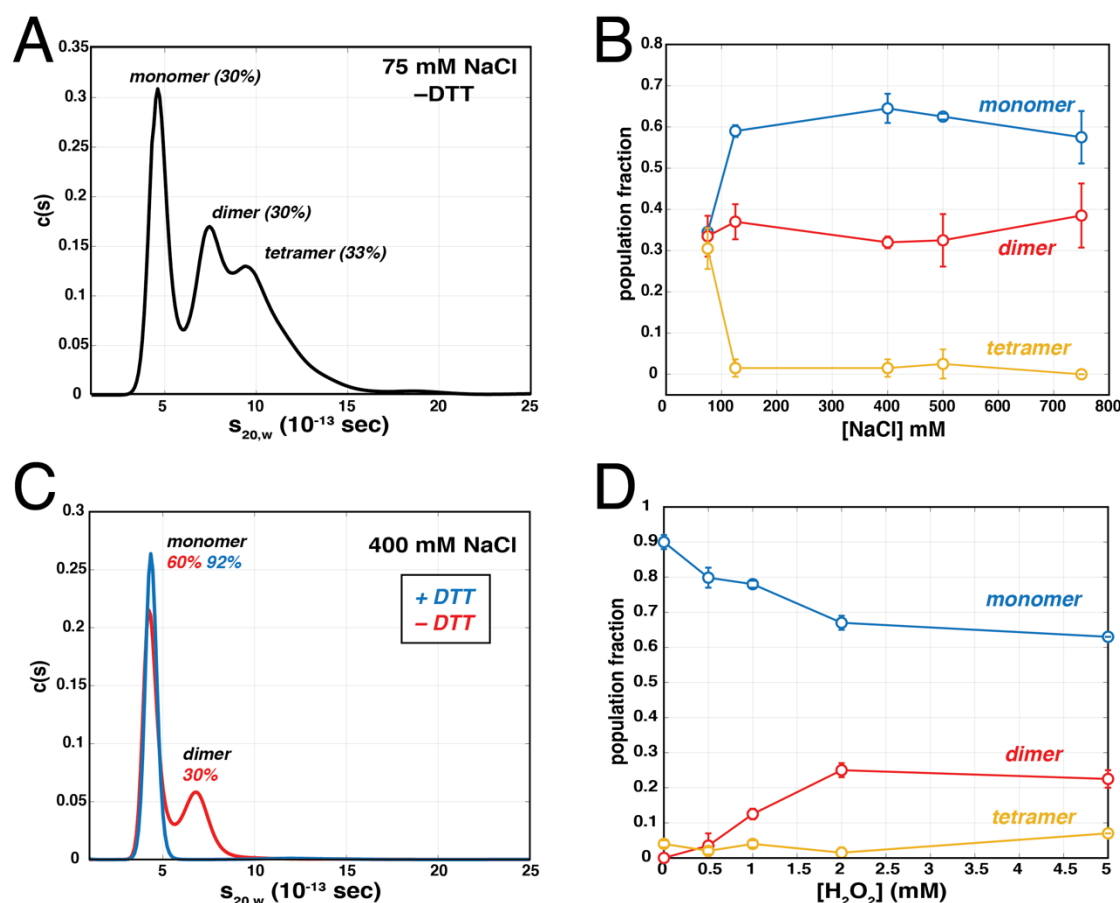 A
0.35
0.3
0.25
0.2
0.15
0.1
0.05
0
c(s)
monomer (30%)
75 mM NaCl
–DTT
dimer (30%)
tetramer (33%)
5
10
15
20
25
s20,w (10-13 sec)
B
0.8
0.7
0.6
0.5
0.4
0.3
0.2
0.1
0
population fraction
monomer
dimer
tetramer
0
100
200
300
400
500
600
700
800
[NaCl] mM
C
0.3
0.25
0.2
0.15
0.1
0.05
0
c(s)
monomer
60% 92%
400 mM NaCl
+ DTT
– DTT
dimer
30%
5
10
15
20
25
s20,w (10-13 sec)
D
1
0.9
0.8
0.7
0.6
0.5
0.4
0.3
0.2
0.1
0
population fraction
monomer
dimer
tetramer
0
0.5
1
1.5
2
2.5
3
3.5
4
4.5
5
[H2O2] (mM)